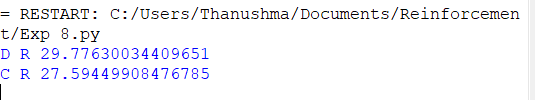 = RESTART: C:/Users/Thanushma/Documents/Reinforcemen
t/Exp 8.py
D R 29.77630034409651
C R 27.59449908476785